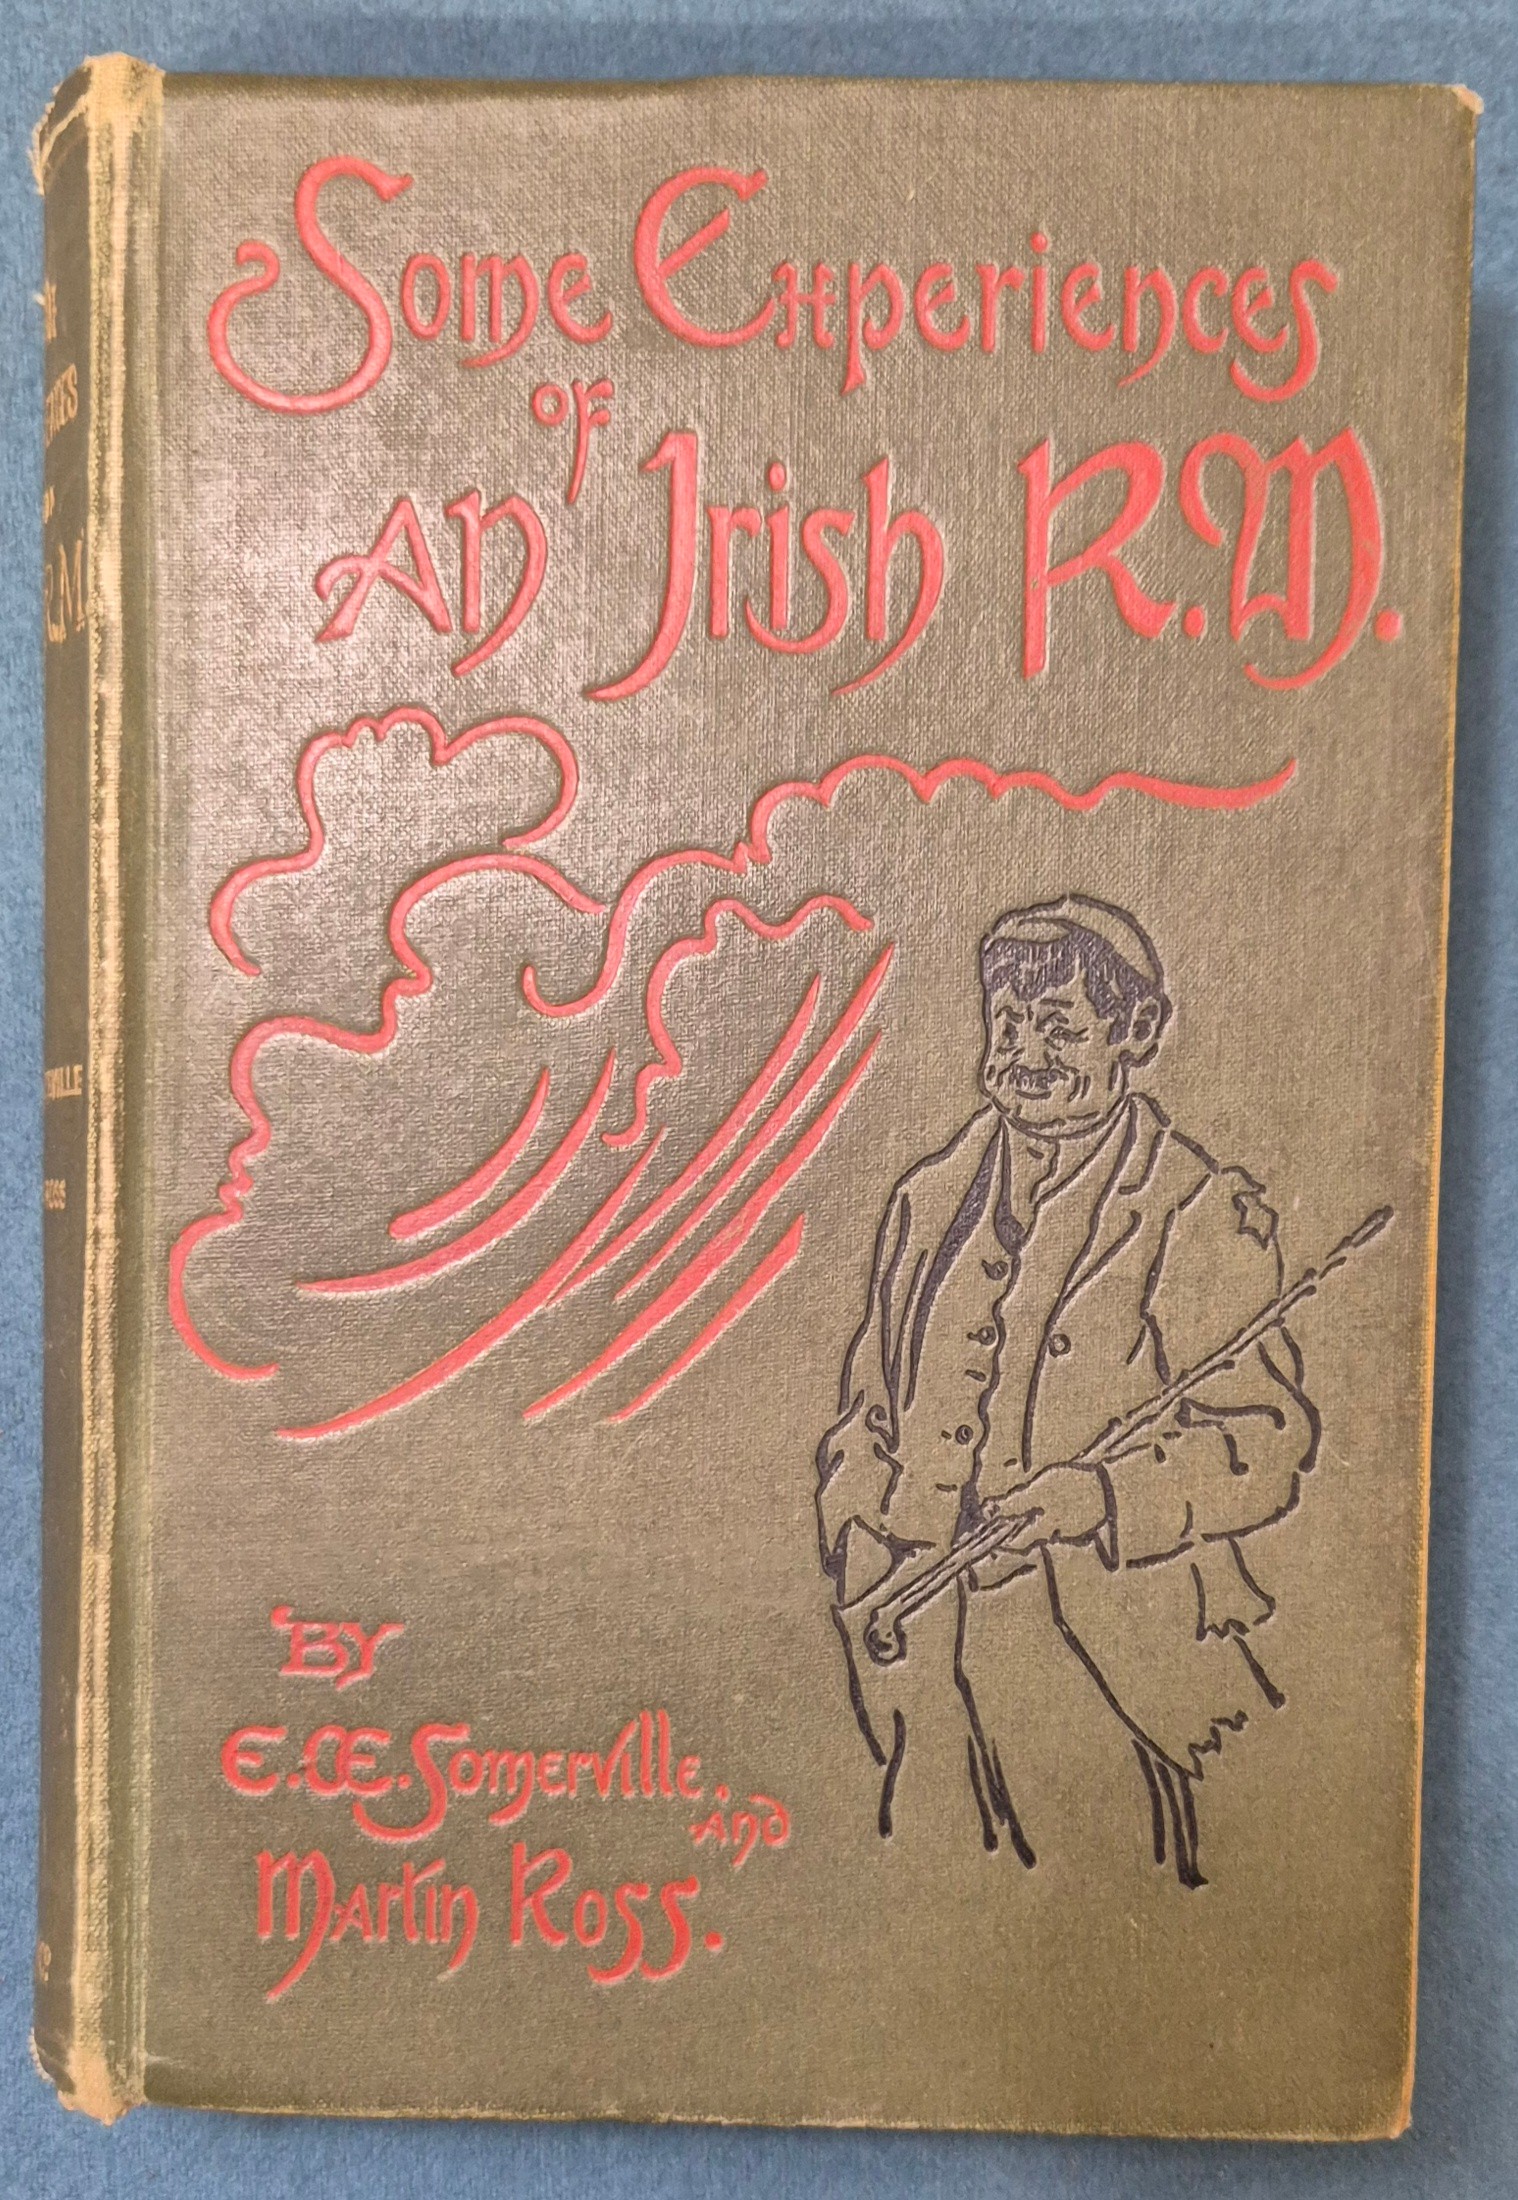 Some Experiences
of
An Irish R.M.
By
E. Œ. Somerville.
and
Martin Ross.
R.M.